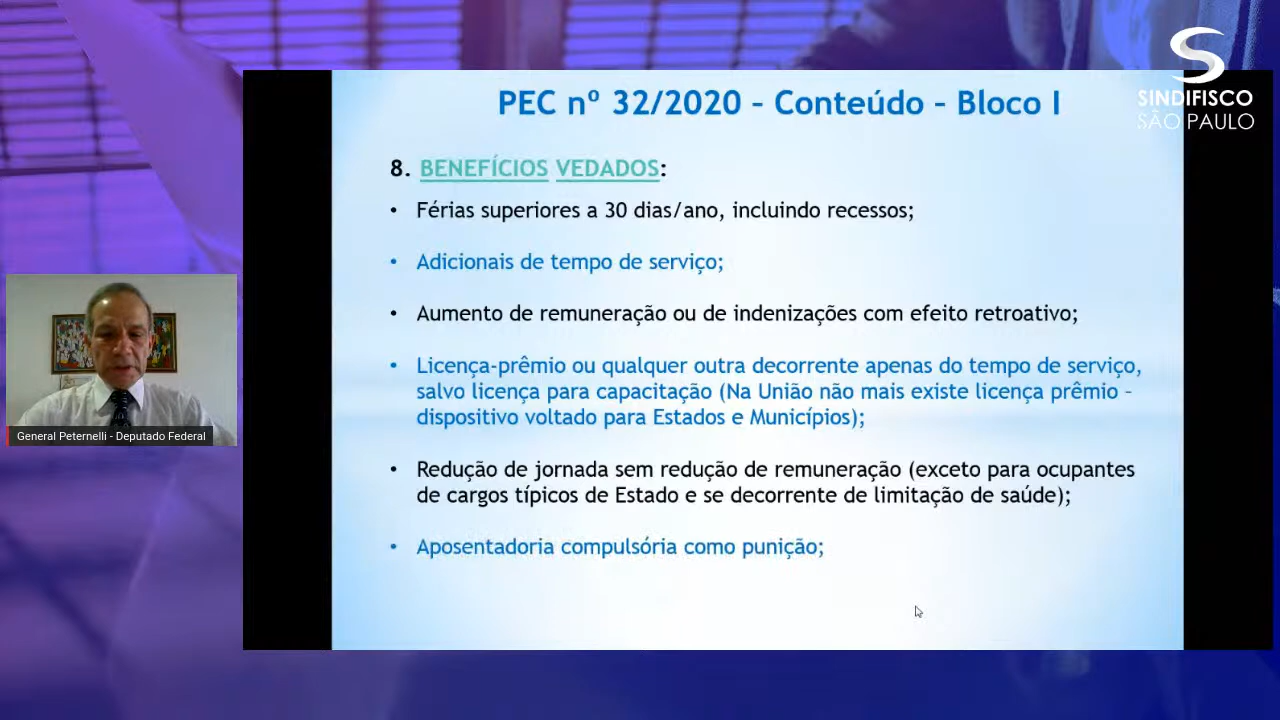 SINDIFISCO
SÃO PAULO
PEC nº 32/2020 – Conteúdo – Bloco I
8. BENEFÍCIOS VEDADOS:
• Férias superiores a 30 dias/ano, incluindo recessos;
• Adicionais de tempo de serviço;
• Aumento de remuneração ou de indenizações com efeito retroativo;
• Licença-prêmio ou qualquer outra decorrente apenas do tempo de serviço,
salvo licença para capacitação (Na União não mais existe licença prêmio –
dispositivo voltado para Estados e Municípios);
• Redução de jornada sem redução de remuneração (exceto para ocupantes
de cargos típicos de Estado e se decorrente de limitação de saúde);
• Aposentadoria compulsória como punição;
General Peternelli - Deputado Federal